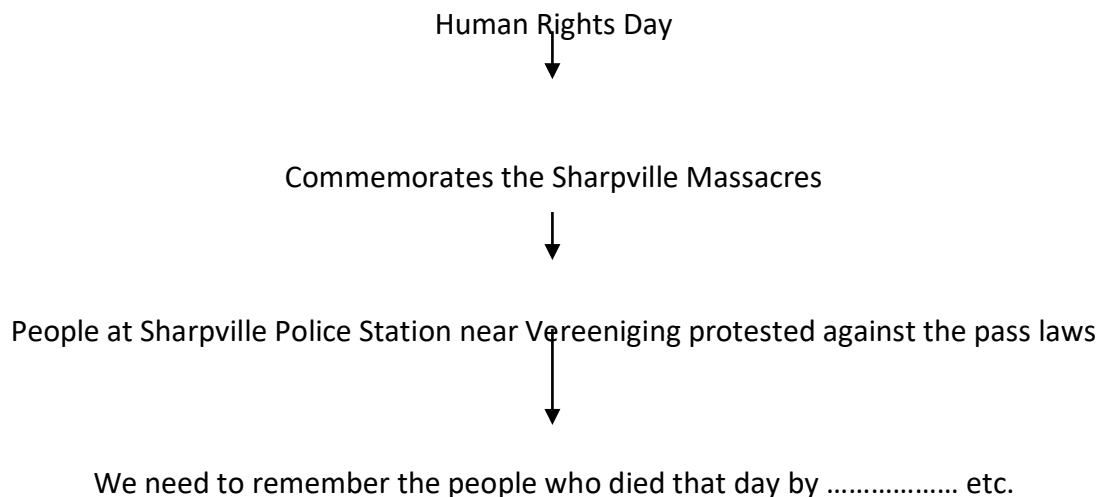 Human Rights Day
Commemorates the Sharpville Massacres
People at Sharpville Police Station near Vereeniging protested against the pass laws
We need to remember the people who died that day by ……………… etc.